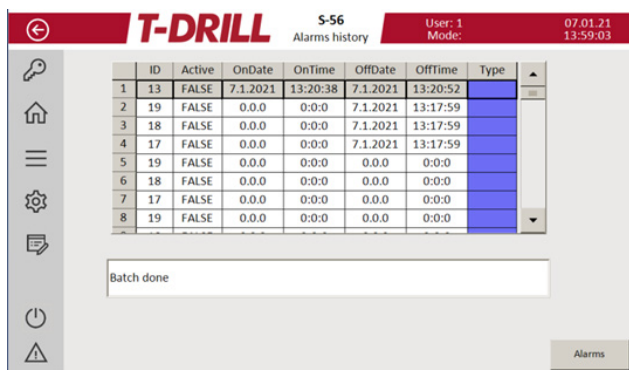 T-DRILL
S-56
Alarms history
User: 1
Mode:
07.01.21
13:59:03
ID Active OnDate OnTime OffDate OffTime Type
1 13 FALSE 7.1.2021 13:20:38 7.1.2021 13:20:52
2 19 FALSE 0.0.0 0:0:0 7.1.2021 13:17:59
3 18 FALSE 0.0.0 0:0:0 7.1.2021 13:17:59
4 17 FALSE 0.0.0 0:0:0 7.1.2021 13:17:59
5 19 FALSE 0.0.0 0:0:0 0.0.0 0:0:0
6 18 FALSE 0.0.0 0:0:0 0.0.0 0:0:0
7 17 FALSE 0.0.0 0:0:0 0.0.0 0:0:0
8 19 FALSE 0.0.0 0:0:0 0.0.0 0:0:0
Batch done
Alarms